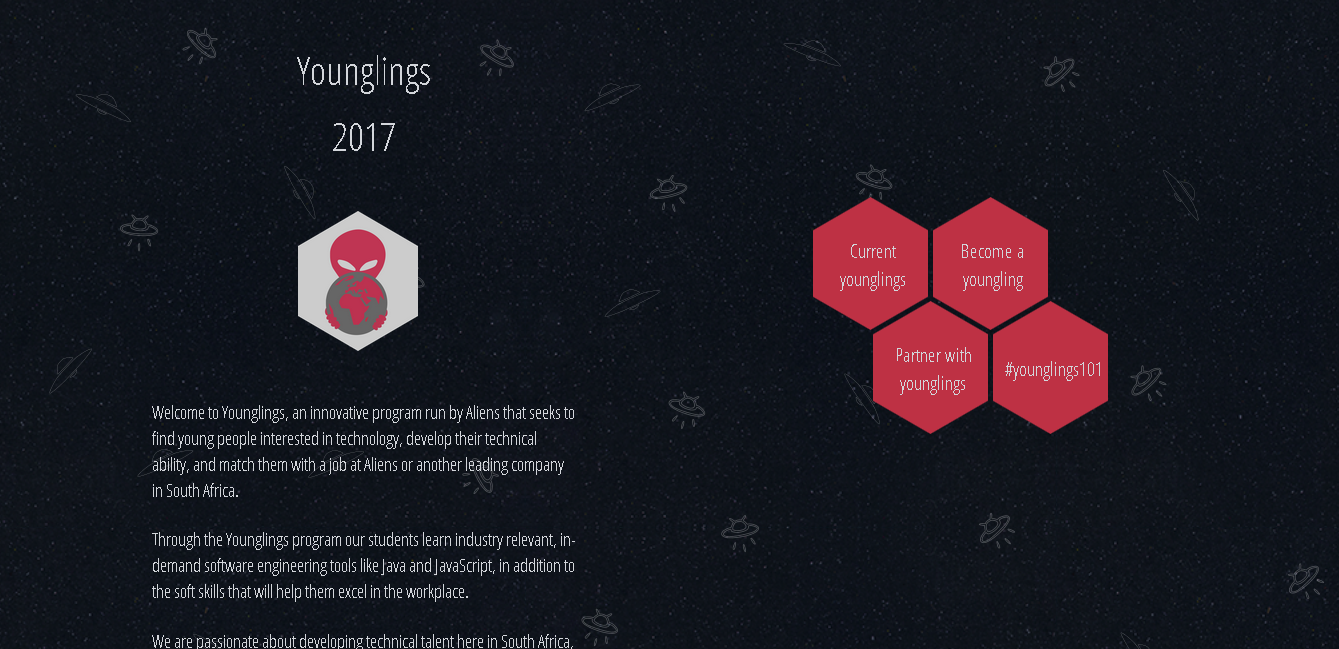 Younglings
2017
Welcome to Younglings, an innovative program run by Aliens that seeks to
find young people interested in technology, develop their technical
ability, and match them with a job at Aliens or another leading company
in South Africa.
Through the Younglings program our students learn industry relevant, in-
demand software engineering tools like Java and JavaScript, in addition to
the soft skills that will help them excel in the workplace.
We are passionate about developing technical talent here in South Africa,
Current
younglings
Become a
youngling
Partner with
younglings
#younglings101